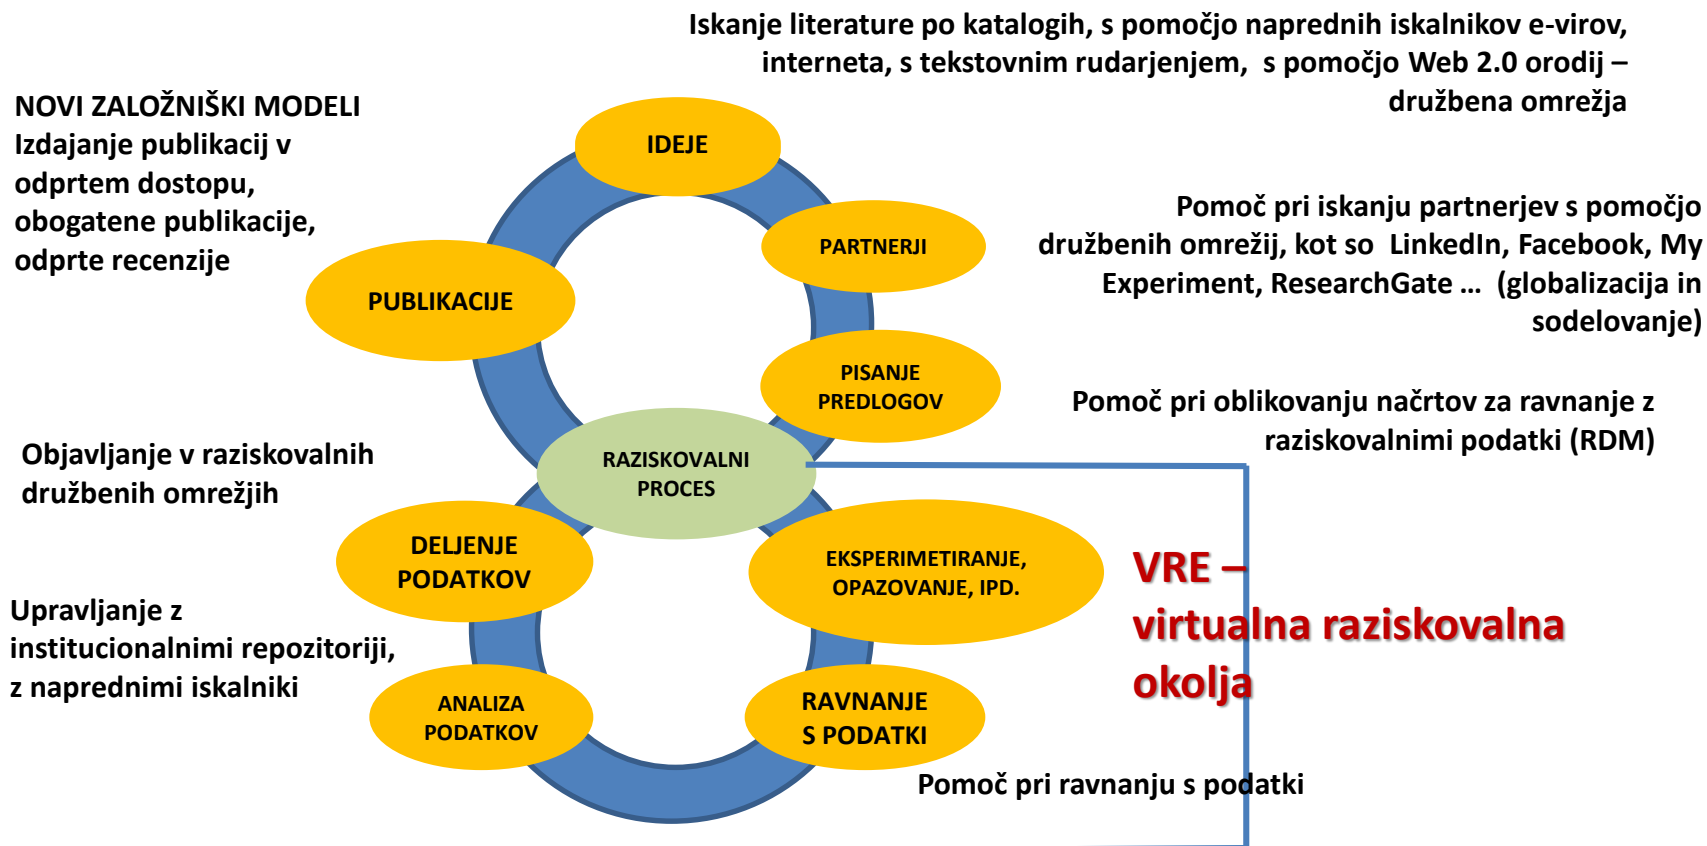 Iskanje literature po katalogih, s pomočjo naprednih iskalnikov e-virov,
interneta, s tekstovnim rudarjenjem, s pomočjo Web 2.0 orodij –
družbena omrežja
NOVI ZALOŽNIŠKI MODELI
Izdajanje publikacij v
odprtem dostopu,
obogatene publikacije,
odprte recenzije
IDEJE
PARTNERJI
Pomoč pri iskanju partnerjev s pomočjo
družbenih omrežij, kot so LinkedIn, Facebook, My
Experiment, ResearchGate … (globalizacija in
sodelovanje)
PUBLIKACIJE
PISANJE
PREDLOGOV
Pomoč pri oblikovanju načrtov za ravnanje z
raziskovalnimi podatki (RDM)
RAZISKOVALNI
PROCES
Objavljanje v raziskovalnih
družbenih omrežjih
DELJENJE
PODATKOV
EKSPERIMETIRANJE,
OPAZOVANJE, IPD.
VRE –
virtualna raziskovalna
okolja
Upravljanje z
institucionalnimi repozitoriji,
z naprednimi iskalniki
ANALIZA
PODATKOV
RAVNANJE
S PODATKI
Pomoč pri ravnanju s podatki